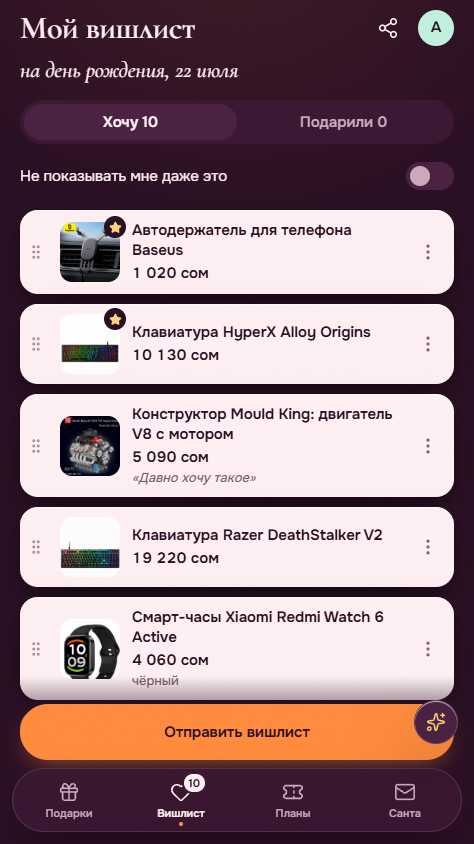 Мой вишлист
А
на день рождения, 22 июля
Хочу 10
Подарили 0
Не показывать мне даже это
Автодержатель для телефона
Baseus
1 020 сом
Клавиатура HyperX Alloy Origins
10 130 сом
Конструктор Mould King: двигатель
V8 с мотором
5 090 сом
«Давно хочу такое»
Клавиатура Razer DeathStalker V2
19 220 сом
Смарт-часы Xiaomi Redmi Watch 6
Active
10
09
4 060 сом
чёрный
Отправить вишлист
10
Подарки
Вишлист
Планы
Санта